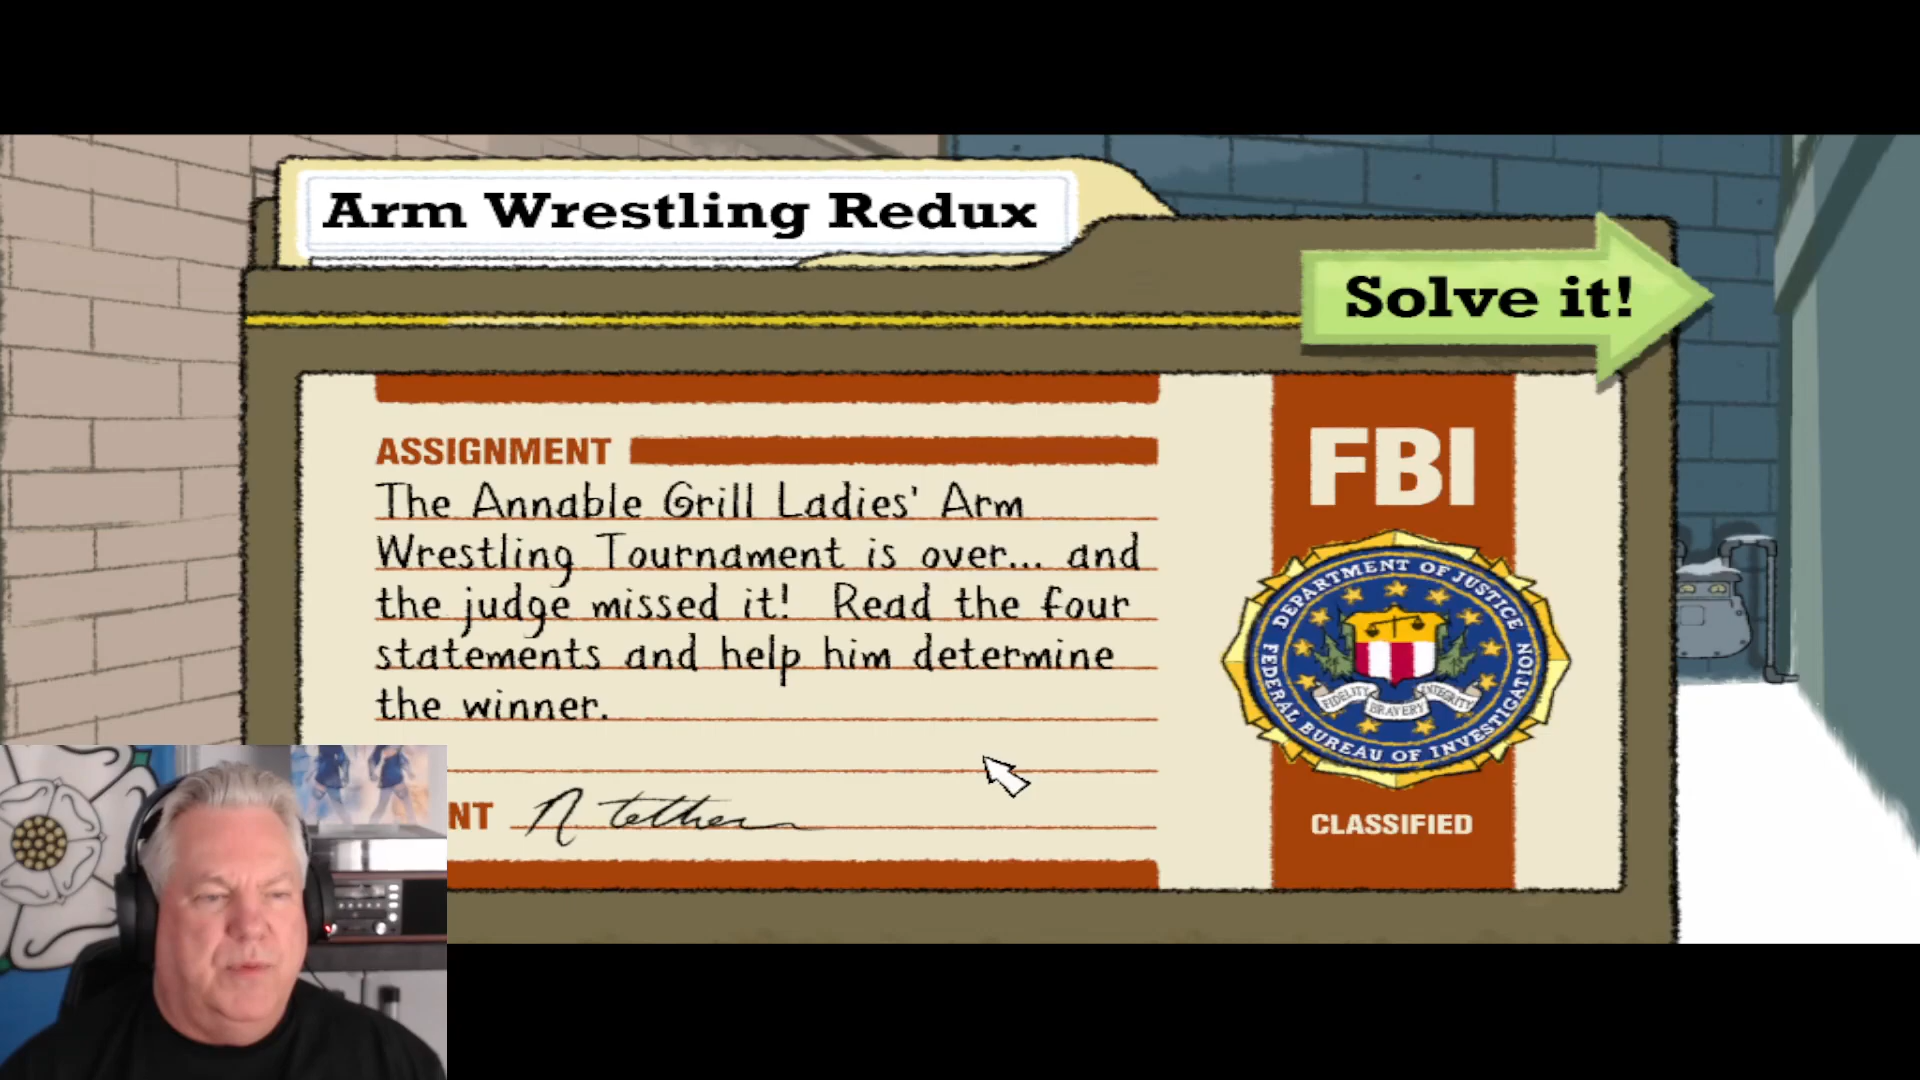 Arm Wrestling Redux
Solve it!
ASSIGNMENT
The Annable Grill Ladies' Arm
Wrestling Tournament is over... and
the judge missed it! Read the four
statements and help him determine
the winner.
NT N Tethers
FBI
DEPARTMENT OF JUSTICE
FIDELITY BRAVERY INTEGRITY
FEDERAL BUREAU OF INVESTIGATION
CLASSIFIED